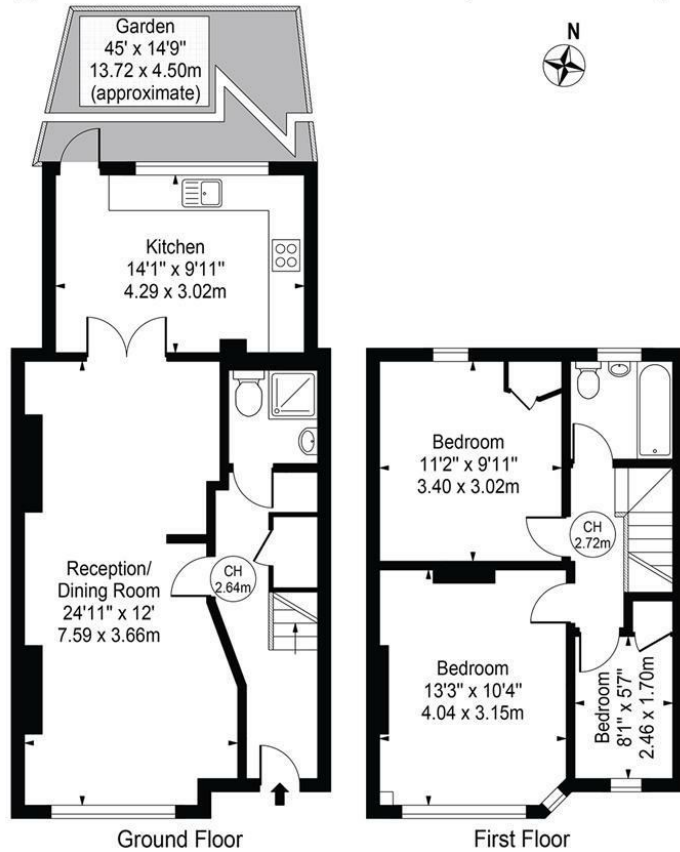 Garden
45' x 14'9"
13.72 x 4.50m
(approximate)
N
Kitchen
14'1" x 9'11"
4.29 x 3.02m
Reception/
Dining Room
24'11" x 12'
7.59 x 3.66m
CH
2.64m
Ground Floor
Bedroom
11'2" x 9'11"
3.40 x 3.02m
CH
2.72m
Bedroom
13'3" x 10'4"
4.04 x 3.15m
Bedroom
8'1" x 5'7"
2.46 x 1.70m
First Floor